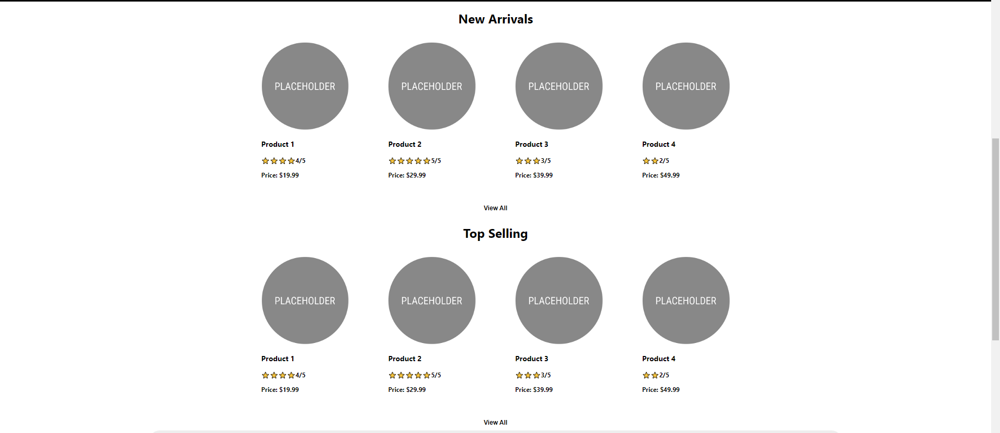 New Arrivals
PLACEHOLDER PLACEHOLDER PLACEHOLDER PLACEHOLDER
Product 1 Product 2 Product 3 Product 4
4/5 5/5 3/5 2/5
Price: $19.99 Price: $29.99 Price: $39.99 Price: $49.99
View All
Top Selling
PLACEHOLDER PLACEHOLDER PLACEHOLDER PLACEHOLDER
Product 1 Product 2 Product 3 Product 4
4/5 5/5 3/5 2/5
Price: $19.99 Price: $29.99 Price: $39.99 Price: $49.99
View All